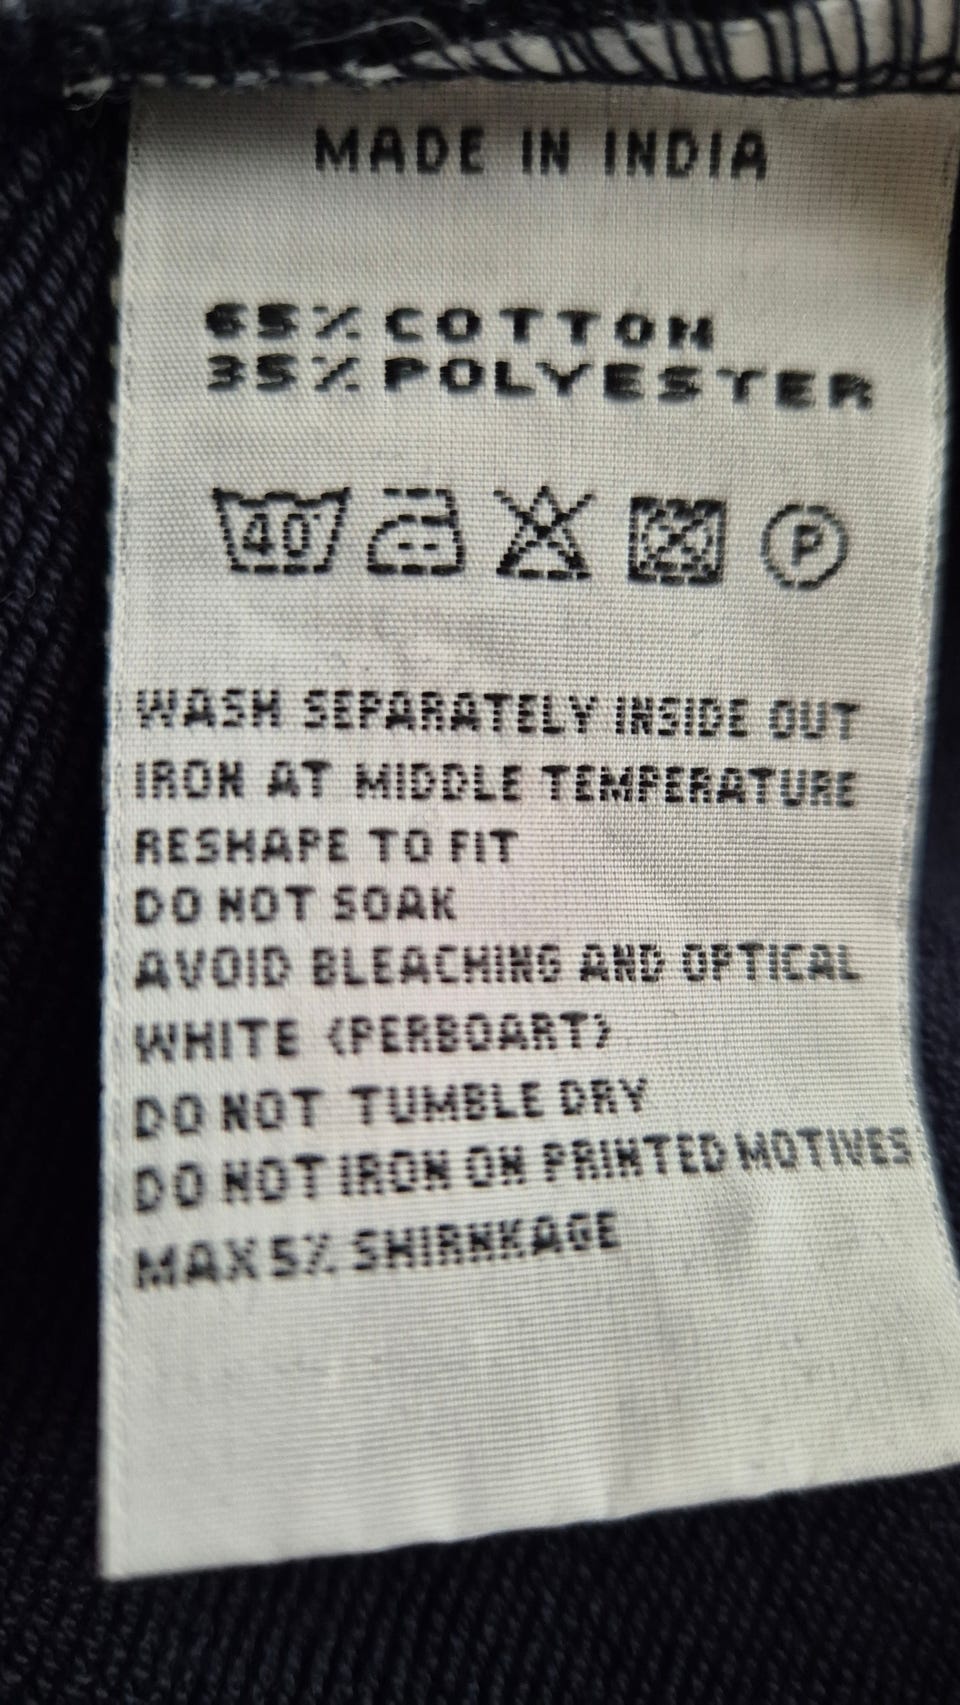 MADE IN INDIA
65% COTTON
35% POLYESTER
40° P
WASH SEPARATELY INSIDE OUT
IRON AT MIDDLE TEMPERATURE
RESHAPE TO FIT
DO NOT SOAK
AVOID BLEACHING AND OPTICAL
WHITE (PERBOART)
DO NOT TUMBLE DRY
DO NOT IRON ON PRINTED MOTIVES
MAX 5% SHIRNKAGE